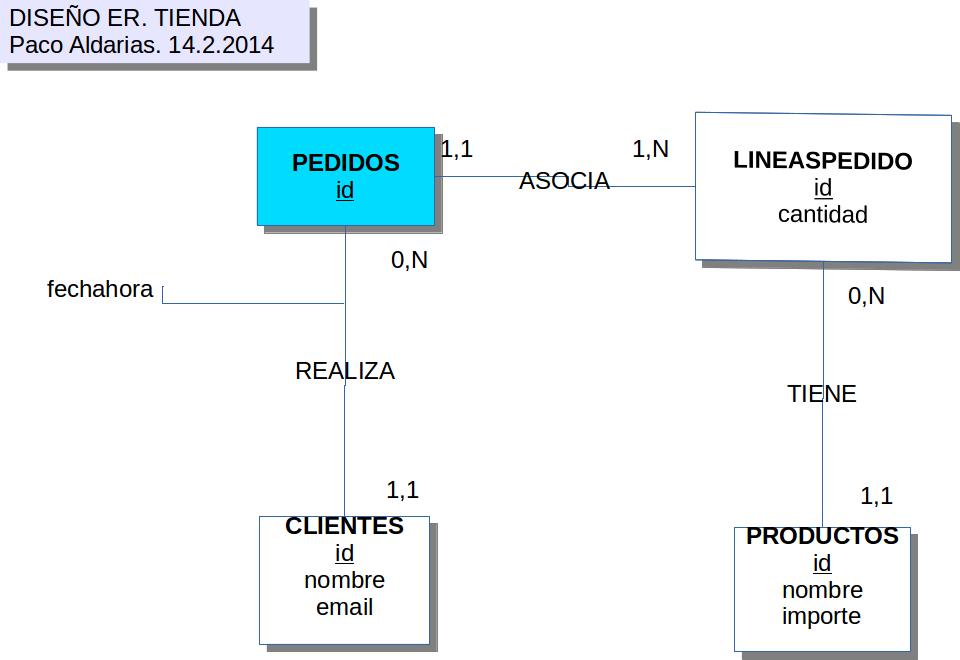 DISEÑO ER. TIENDA
Paco Aldarias. 14.2.2014
PEDIDOS
id
1,1
1,N
ASOCIA
LINEASPEDIDO
id
cantidad
0,N
fechahora
REALIZA
0,N
TIENE
1,1
CLIENTES
id
nombre
email
1,1
PRODUCTOS
id
nombre
importe